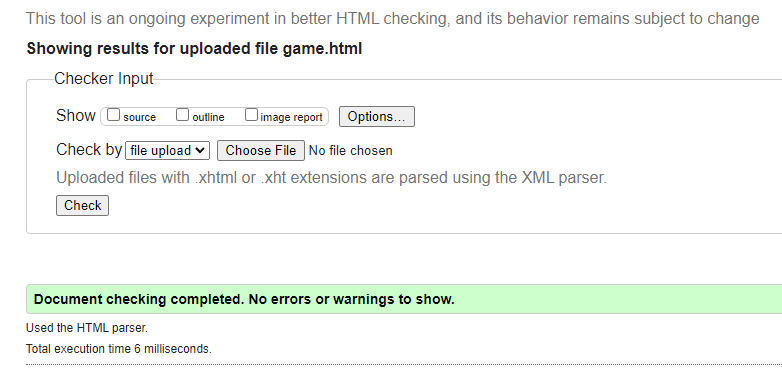 This tool is an ongoing experiment in better HTML checking, and its behavior remains subject to change
Showing results for uploaded file game.html
Checker Input
Show source outline image report Options...
Check by file upload Choose File No file chosen
Uploaded files with .xhtml or .xht extensions are parsed using the XML parser.
Check
Document checking completed. No errors or warnings to show.
Used the HTML parser.
Total execution time 6 milliseconds.